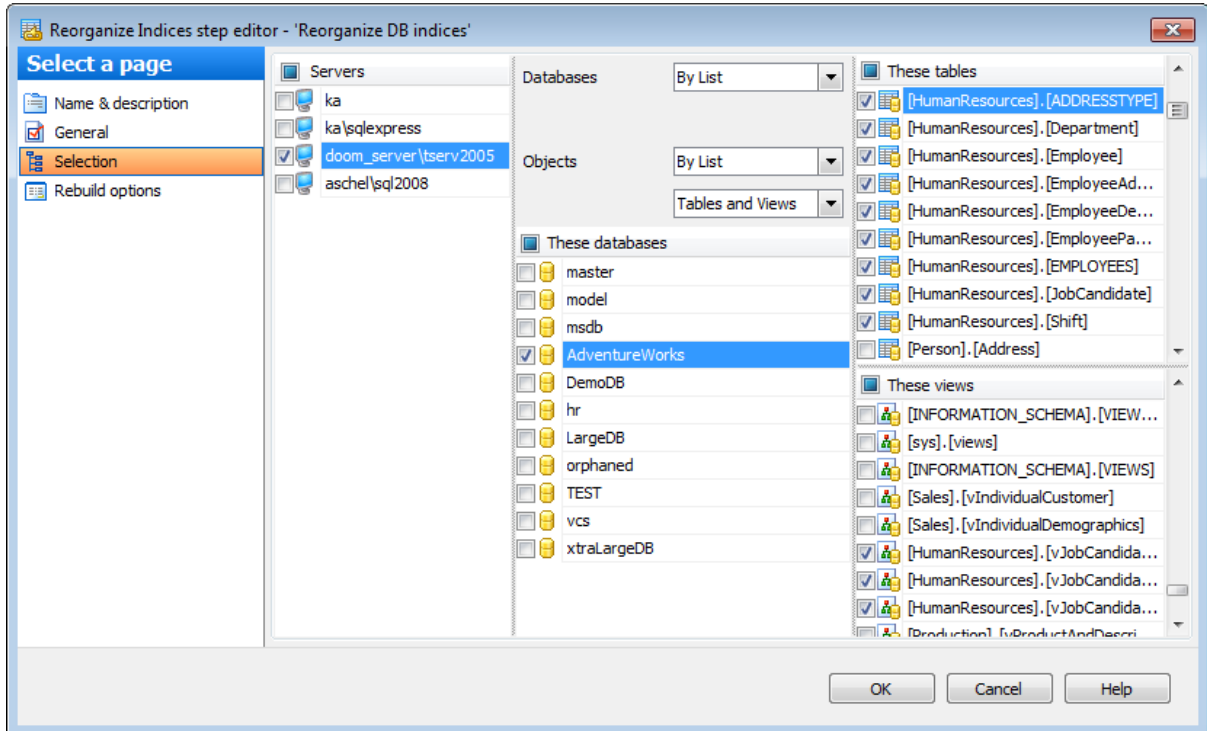 Reorganize Indices step editor - 'Reorganize DB indices'
Select a page
Name & description
General
Selection
Rebuild options
Servers
ka
ka\sqlexpress
doom_server\tserv2005
aschel\sql2008
Databases
By List
Objects
By List
Tables and Views
These databases
master
model
msdb
AdventureWorks
DemoDB
hr
LargeDB
orphaned
TEST
vcs
xtraLargeDB
These tables
[HumanResources].[ADDRESSTYPE]
[HumanResources].[Department]
[HumanResources].[Employee]
[HumanResources].[EmployeeAd...
[HumanResources].[EmployeeDe...
[HumanResources].[EmployeePa...
[HumanResources].[EMPLOYEES]
[HumanResources].[JobCandidate]
[HumanResources].[Shift]
[Person].[Address]
These views
[INFORMATION_SCHEMA].[VIEW...
[sys].[views]
[INFORMATION_SCHEMA].[VIEWS]
[Sales].[vIndividualCustomer]
[Sales].[vIndividualDemographics]
[HumanResources].[vJobCandida...
[HumanResources].[vJobCandida...
[HumanResources].[vJobCandida...
[Production].[vProductAndDescri...
OK
Cancel
Help